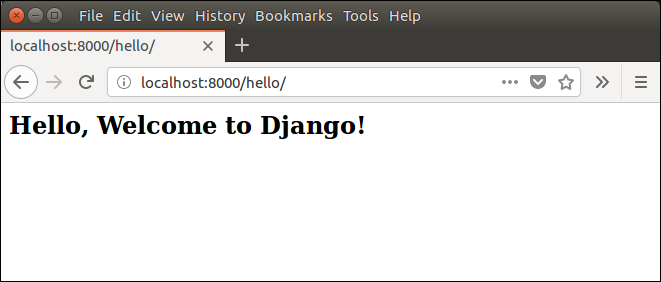 File Edit View History Bookmarks Tools Help
localhost:8000/hello/
localhost:8000/hello/
Hello, Welcome to Django!